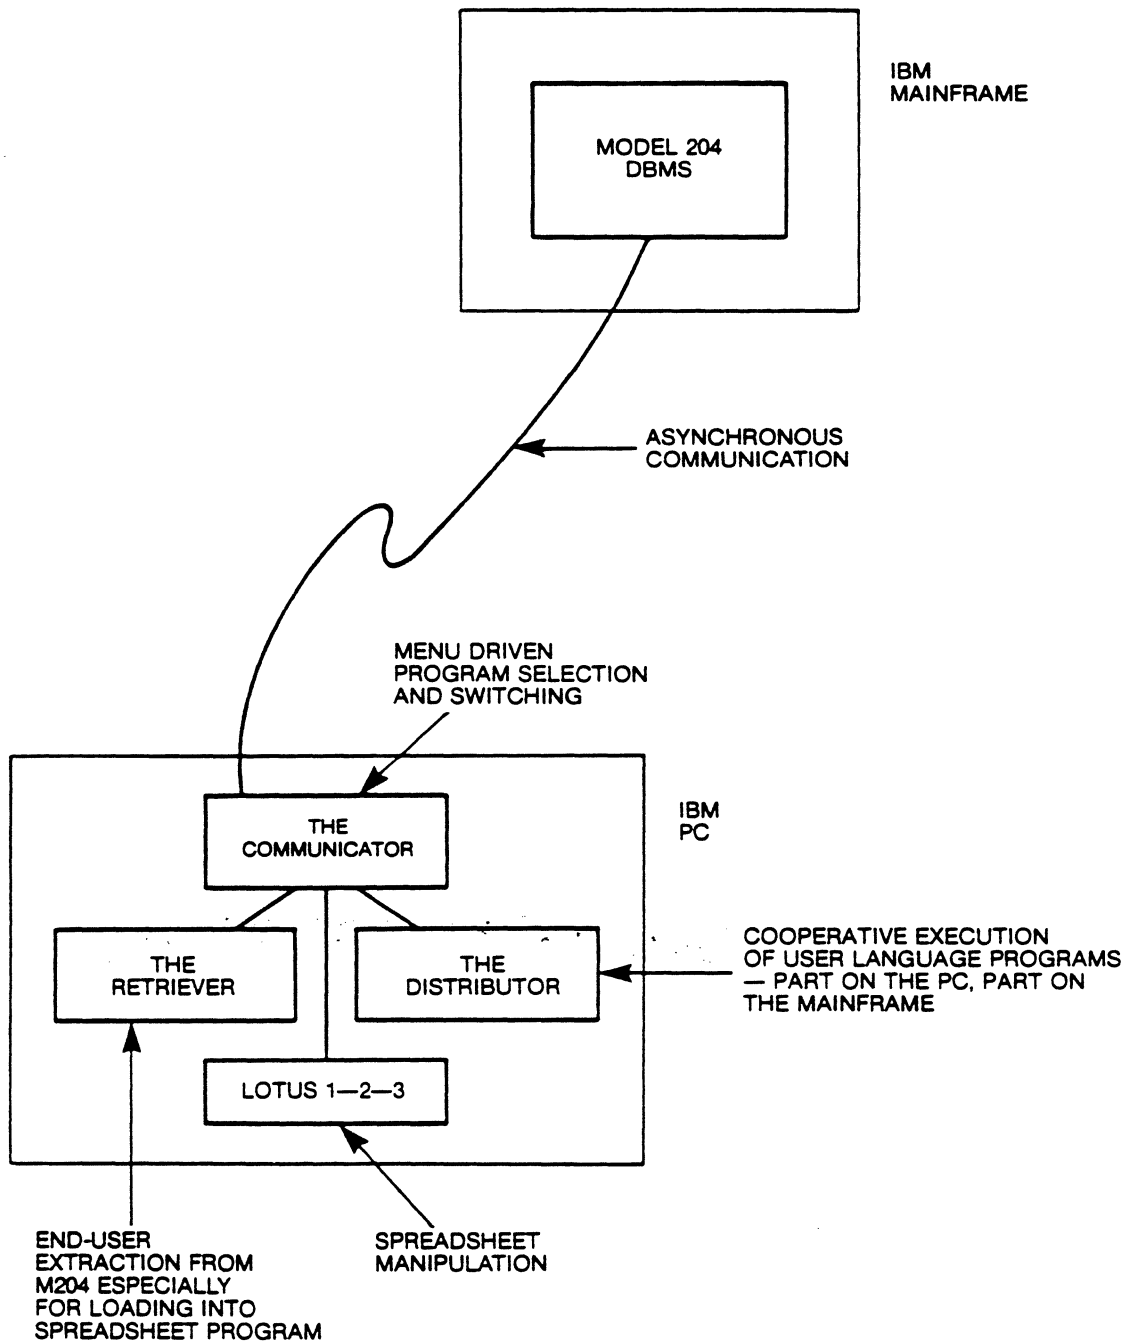 IBM
MAINFRAME
MODEL 204
DBMS
ASYNCHRONOUS
COMMUNICATION
MENU DRIVEN
PROGRAM SELECTION
AND SWITCHING
THE
COMMUNICATOR
IBM
PC
THE
RETRIEVER
THE
DISTRIBUTOR
COOPERATIVE EXECUTION
OF USER LANGUAGE PROGRAMS
— PART ON THE PC, PART ON
THE MAINFRAME
LOTUS 1—2—3
END-USER
EXTRACTION FROM
M204 ESPECIALLY
FOR LOADING INTO
SPREADSHEET PROGRAM
SPREADSHEET
MANIPULATION